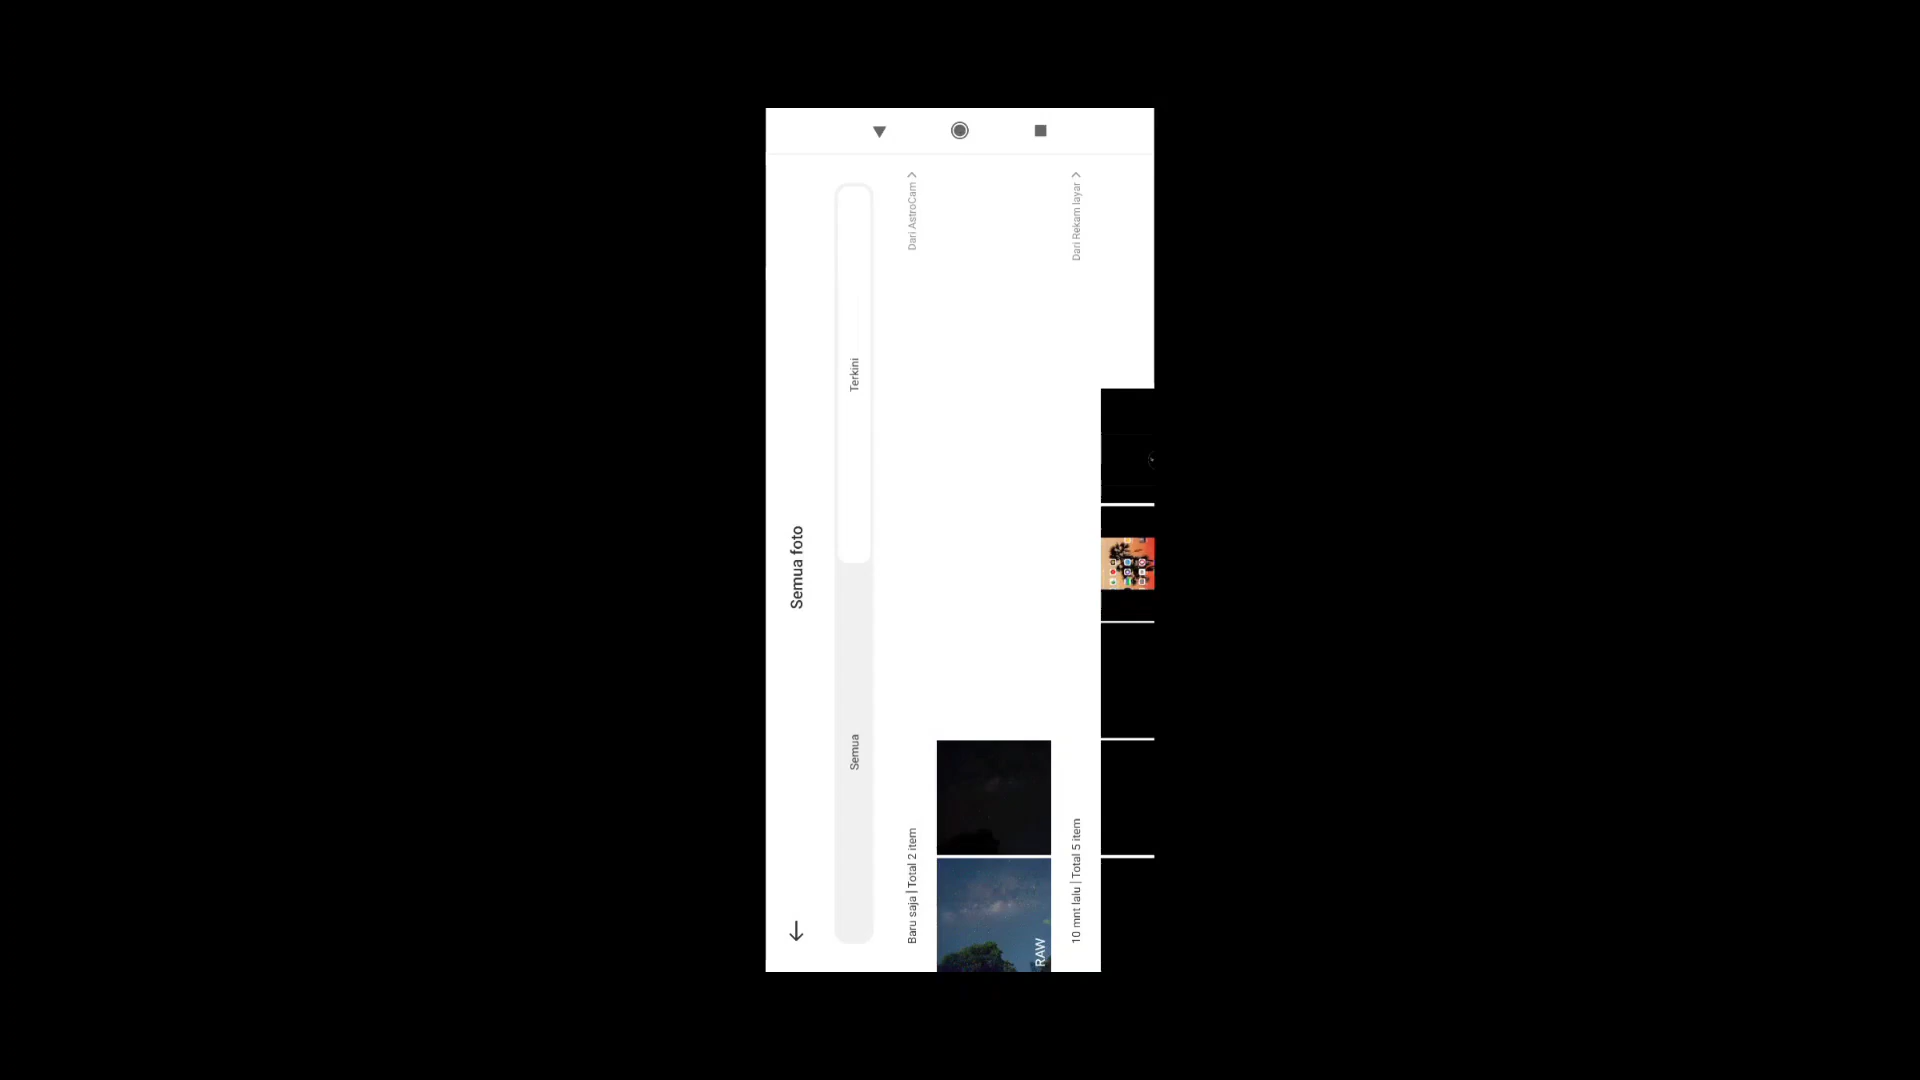 Semua foto
Semua
Terkini
Baru saja | Total 2 item
Dari AstroCam
RAW
10 mnt lalu | Total 5 item
Dari Rekam layar